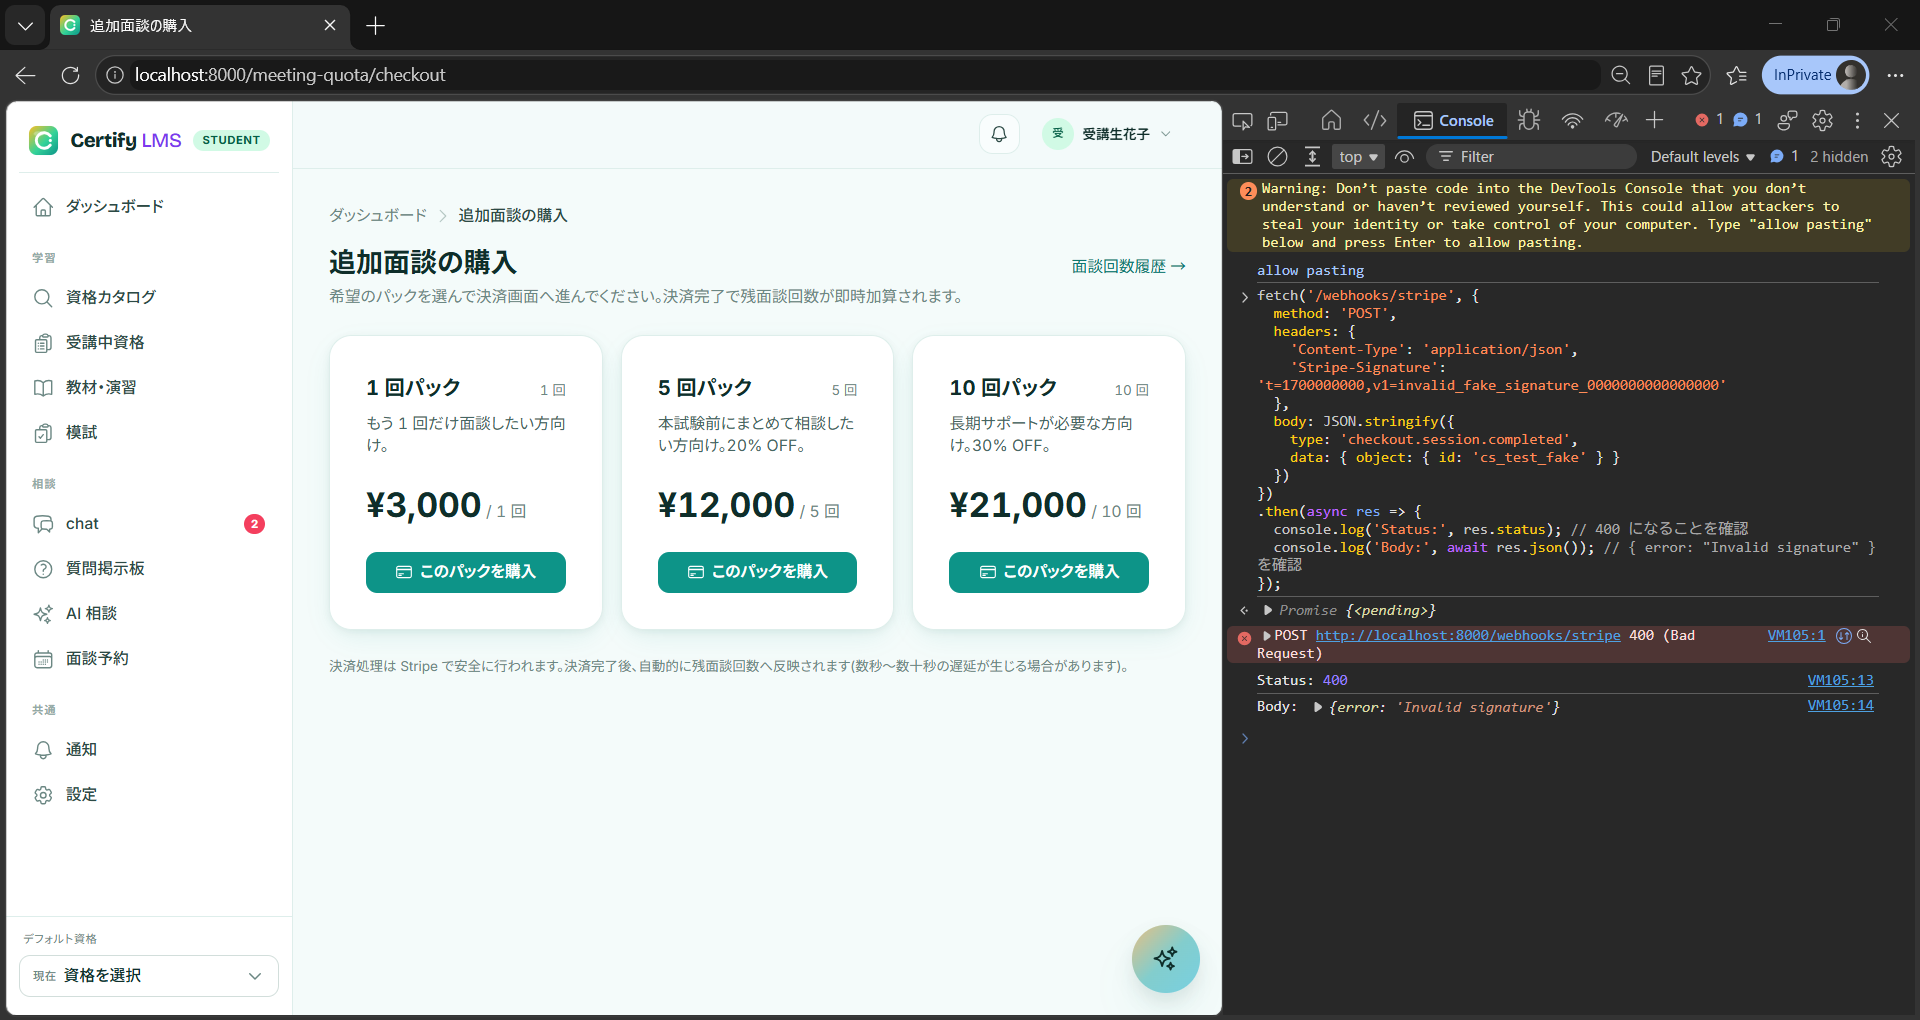 追加面談の購入
localhost:8000/meeting-quota/checkout
InPrivate
Certify LMS
STUDENT
ダッシュボード
学習
資格カタログ
受講中資格
教材・演習
模試
相談
chat
2
質問掲示板
AI 相談
面談予約
共通
通知
設定
デフォルト資格
現在 資格を選択
受 受講生花子
ダッシュボード 追加面談の購入
追加面談の購入
面談回数履歴 →
希望のパックを選んで決済画面へ進んでください。決済完了で残面談回数が即時加算されます。
1 回パック
1 回
もう 1 回だけ面談したい方向
け。
¥3,000 / 1 回
このパックを購入
5 回パック
5 回
本試験前にまとめて相談した
い方向け。20% OFF。
¥12,000 / 5 回
このパックを購入
10 回パック
10 回
長期サポートが必要な方向
け。30% OFF。
¥21,000 / 10 回
このパックを購入
決済処理は Stripe で安全に行われます。決済完了後、自動的に残面談回数へ反映されます(数秒〜数十秒の遅延が生じる場合があります)。
Console
1
1
top
Filter
Default levels
1
2 hidden
2
Warning: Don’t paste code into the DevTools Console that you don’t
understand or haven’t reviewed yourself. This could allow attackers to
steal your identity or take control of your computer. Type "allow pasting"
below and press Enter to allow pasting.
allow pasting
fetch('/webhooks/stripe', {
method: 'POST',
headers: {
'Content-Type': 'application/json',
'Stripe-Signature':
't=1700000000,v1=invalid_fake_signature_0000000000000000'
},
body: JSON.stringify({
type: 'checkout.session.completed',
data: { object: { id: 'cs_test_fake' } }
})
})
.then(async res => {
console.log('Status:', res.status); // 400 になることを確認
console.log('Body:', await res.json()); // { error: "Invalid signature" }
を確認
});
Promise {<pending>}
POST http://localhost:8000/webhooks/stripe 400 (Bad
Request)
VM105:1
Status: 400
VM105:13
Body: {error: 'Invalid signature'}
VM105:14